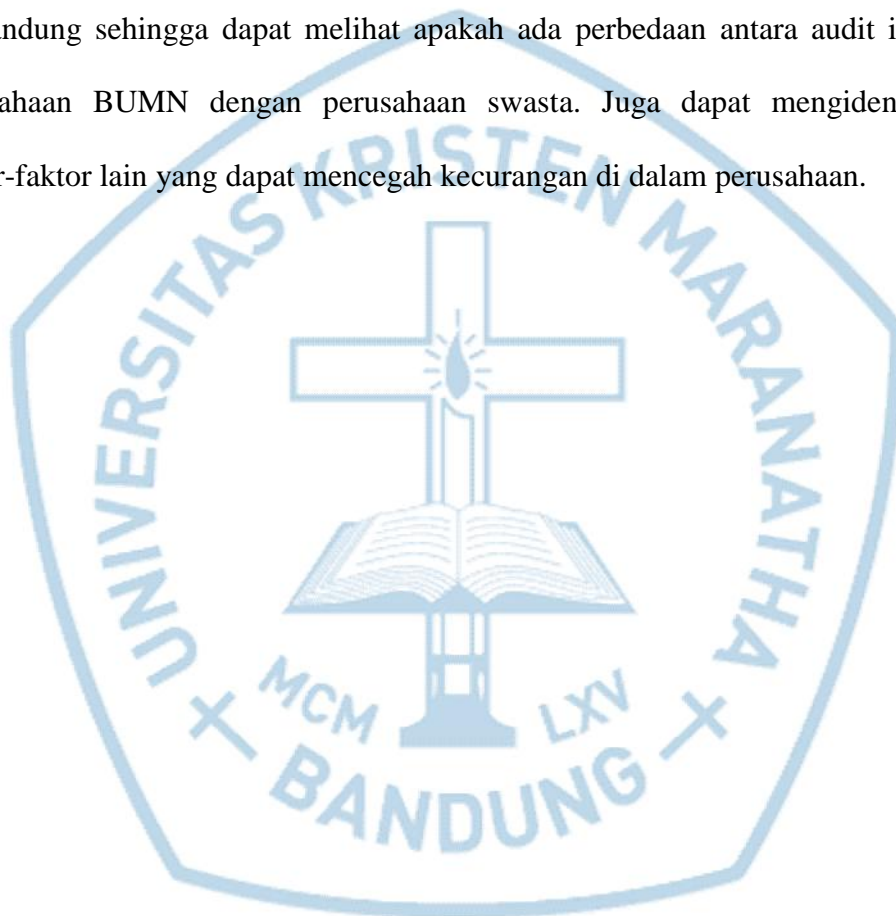 ndung sehingga dapat melihat apakah ada perbedaan antara audit i
ahaan BUMN dengan perusahaan swasta. Juga dapat mengiden
r-faktor lain yang dapat mencegah kecurangan di dalam perusahaan.
UNIVERSITAS KRISTEN MARANATHA
MCM LXV
BANDUNG